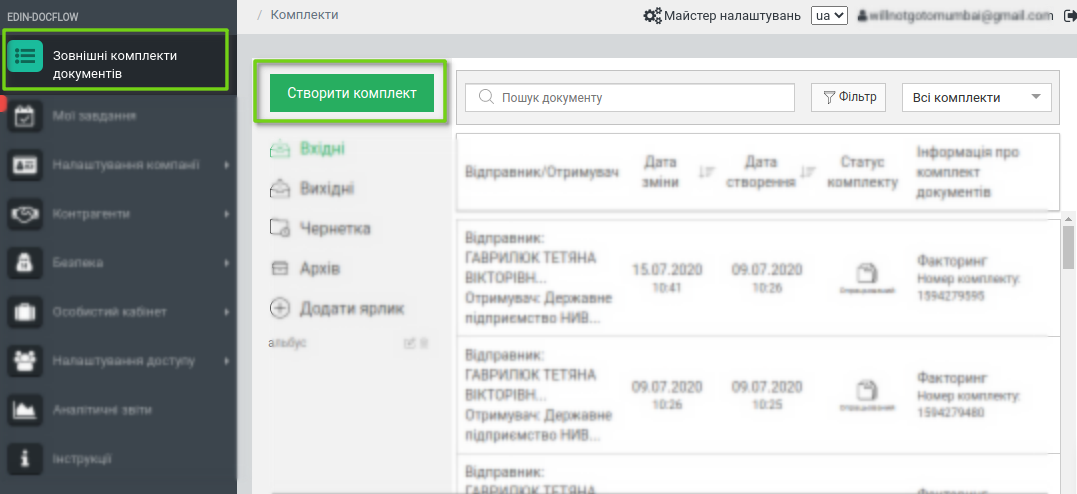 EDIN-DOCFLOW
/ Комплекти
Майстер налаштувань
ua
willnotgotomumbai@gmail.com
Зовнішні комплекти
документів
Мої завдання
Налаштування компанії
Контрагенти
Безпека
Особистий кабінет
Налаштування доступу
Аналітичні звіти
Інструкції
Створити комплект
Вхідні
Вихідні
Чернетка
Архів
Додати ярлик
альбус
Пошук документу
Фільтр
Всі комплекти
Відправник/Отримувач
Дата
зміни
Дата
створення
Статус
комплекту
Інформація про
комплект
документів
Відправник:
ГАВРИЛЮК ТЕТЯНА
ВІКТОРІВН...
Отримувач: Державне
підприємство НИВ...
15.07.2020
10:41
09.07.2020
10:26
Факторинг
Номер комплекту:
1594279595
Відправник:
ГАВРИЛЮК ТЕТЯНА
ВІКТОРІВН...
Отримувач: Державне
підприємство НИВ...
09.07.2020
10:26
09.07.2020
10:25
Факторинг
Номер комплекту:
1594279480
Відправник:
ГАВРИЛЮК ТЕТЯНА